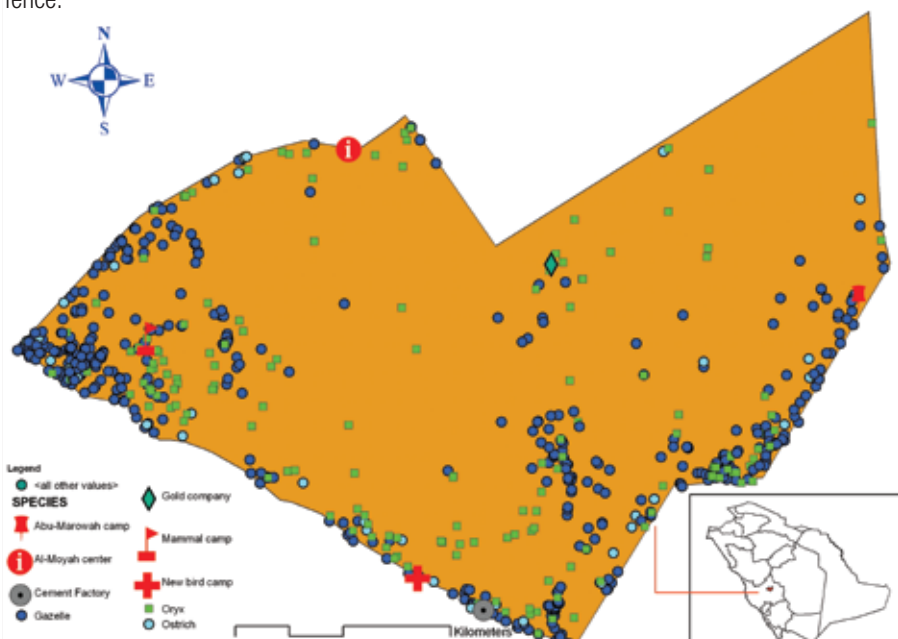 fence.
N
W E
S
Legend
<all other values>
SPECIES
Abu-Marowah camp
Al-Moyah center
Cement Factory
Gazelle
Gold company
Mammal camp
New bird camp
Oryx
Ostrich
Kilometers